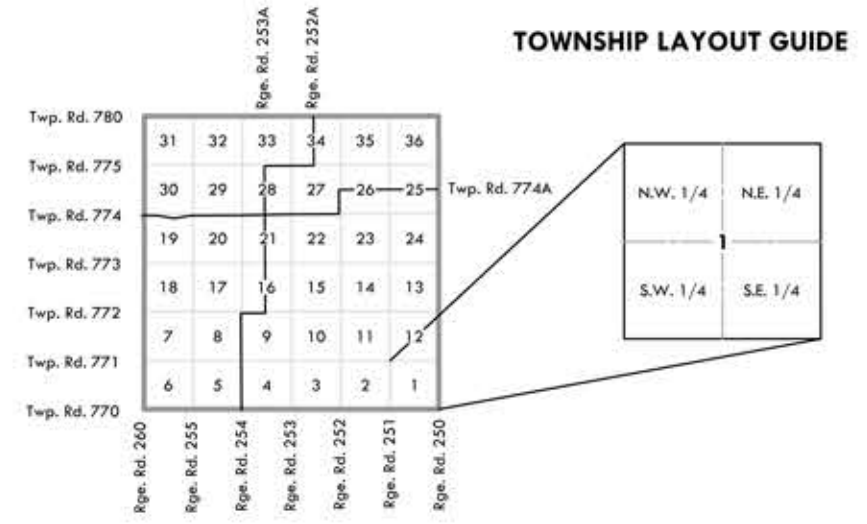 TOWNSHIP LAYOUT GUIDE
Rge. Rd. 253A
Rge. Rd. 252A
Twp. Rd. 780
31 32 33 34 35 36
Twp. Rd. 775
30 29 28 27 26 25 Twp. Rd. 774A
Twp. Rd. 774
19 20 21 22 23 24
Twp. Rd. 773
18 17 16 15 14 13
Twp. Rd. 772
7 8 9 10 11 12
Twp. Rd. 771
6 5 4 3 2 1
Twp. Rd. 770
Rge. Rd. 260
Rge. Rd. 255
Rge. Rd. 254
Rge. Rd. 253
Rge. Rd. 252
Rge. Rd. 251
Rge. Rd. 250
N.W. 1/4 N.E. 1/4
1
S.W. 1/4 S.E. 1/4